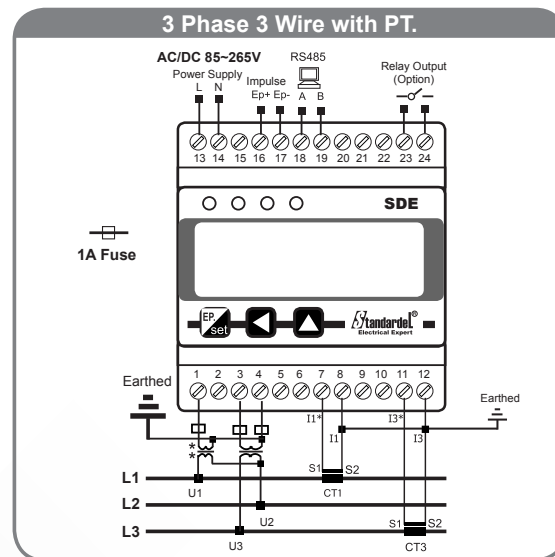 3 Phase 3 Wire with PT.
AC/DC 85~265V
RS485
Power Supply
Impulse
Relay Output
(Option)
L N
Ep+ Ep-
A B
13 14 15 16 17 18 19 20 21 22 23 24
SDE
1A Fuse
EP.
set
Standardel®
Electrical Expert
1 2 3 4 5 6 7 8 9 10 11 12
Earthed
Earthed
I1*
I1
I3*
I3
*
*
S1 S2
L1
U1
CT1
L2
U2
S1 S2
L3
U3
CT3